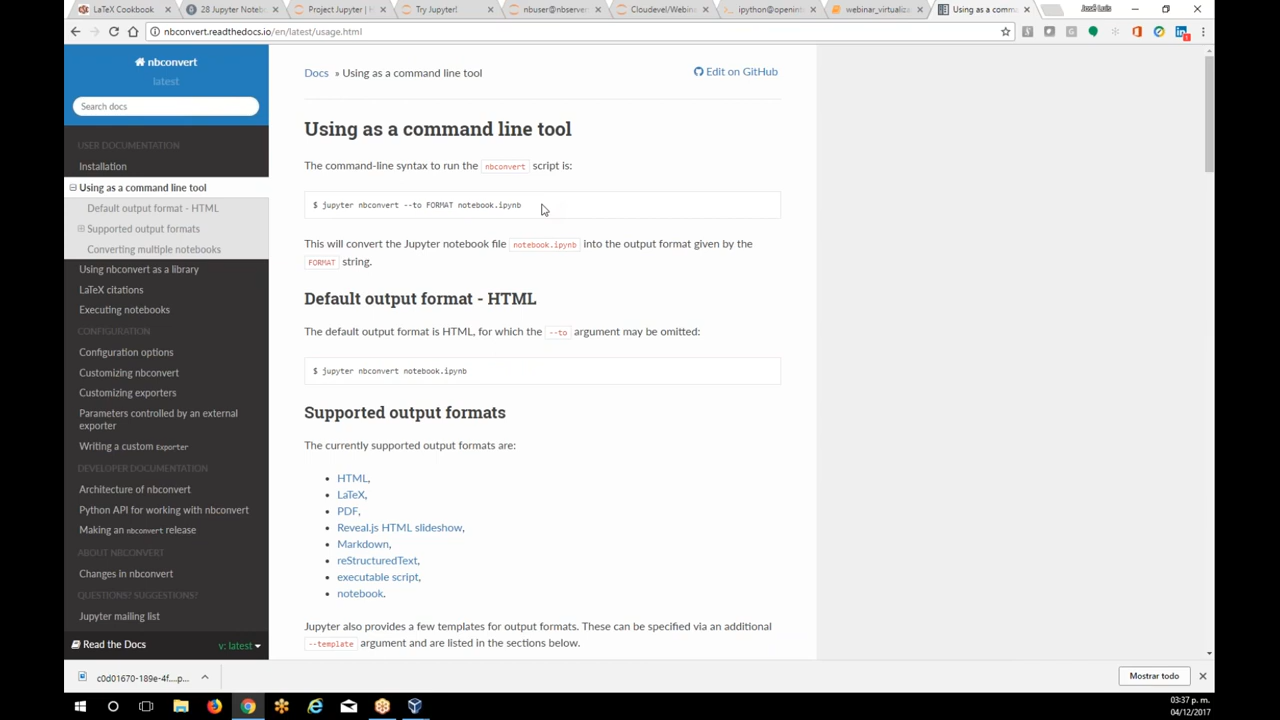 LaTeX Cookbook
28 Jupyter Noteb
Project Jupyter | H
Try Jupyter!
nbuser@nbserver
Cloudevel/Webin
ipython@openint
webinar_virtualiz
Using as a comm
José Luis
nbconvert.readthedocs.io/en/latest/usage.html
nbconvert
latest
Search docs
USER DOCUMENTATION
Installation
Using as a command line tool
Default output format - HTML
Supported output formats
Converting multiple notebooks
Using nbconvert as a library
LaTeX citations
Executing notebooks
CONFIGURATION
Configuration options
Customizing nbconvert
Customizing exporters
Parameters controlled by an external
exporter
Writing a custom Exporter
DEVELOPER DOCUMENTATION
Architecture of nbconvert
Python API for working with nbconvert
Making an nbconvert release
ABOUT NBCONVERT
Changes in nbconvert
QUESTIONS? SUGGESTIONS?
Jupyter mailing list
Read the Docs
v: latest
Docs » Using as a command line tool
Edit on GitHub
Using as a command line tool
The command-line syntax to run the nbconvert script is:
$ jupyter nbconvert --to FORMAT notebook.ipynb
This will convert the Jupyter notebook file notebook.ipynb into the output format given by the
FORMAT string.
Default output format - HTML
The default output format is HTML, for which the --to argument may be omitted:
$ jupyter nbconvert notebook.ipynb
Supported output formats
The currently supported output formats are:
• HTML,
• LaTeX,
• PDF,
• Reveal.js HTML slideshow,
• Markdown,
• reStructuredText,
• executable script,
• notebook.
Jupyter also provides a few templates for output formats. These can be specified via an additional
--template argument and are listed in the sections below.
c0d01670-189e-4f....p...
Mostrar todo
03:37 p. m.
04/12/2017